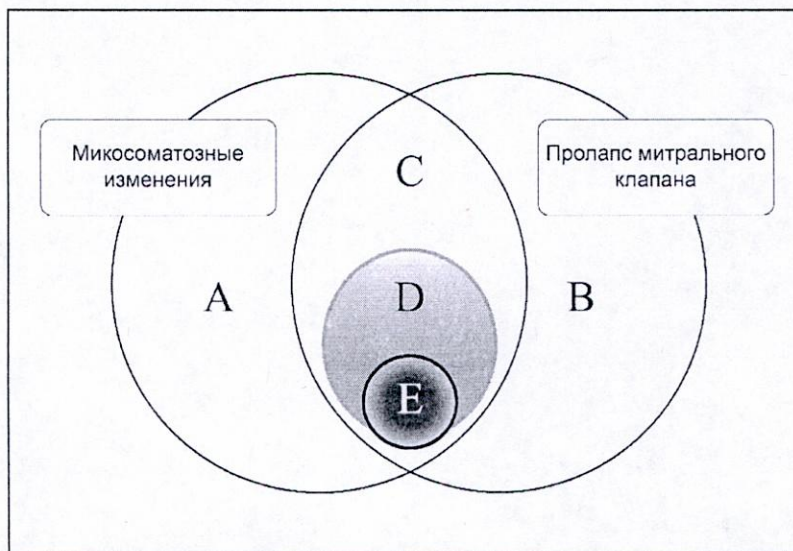 Микосоматозные
изменения
Пролапс митрального
клапана
C
A
D
B
E